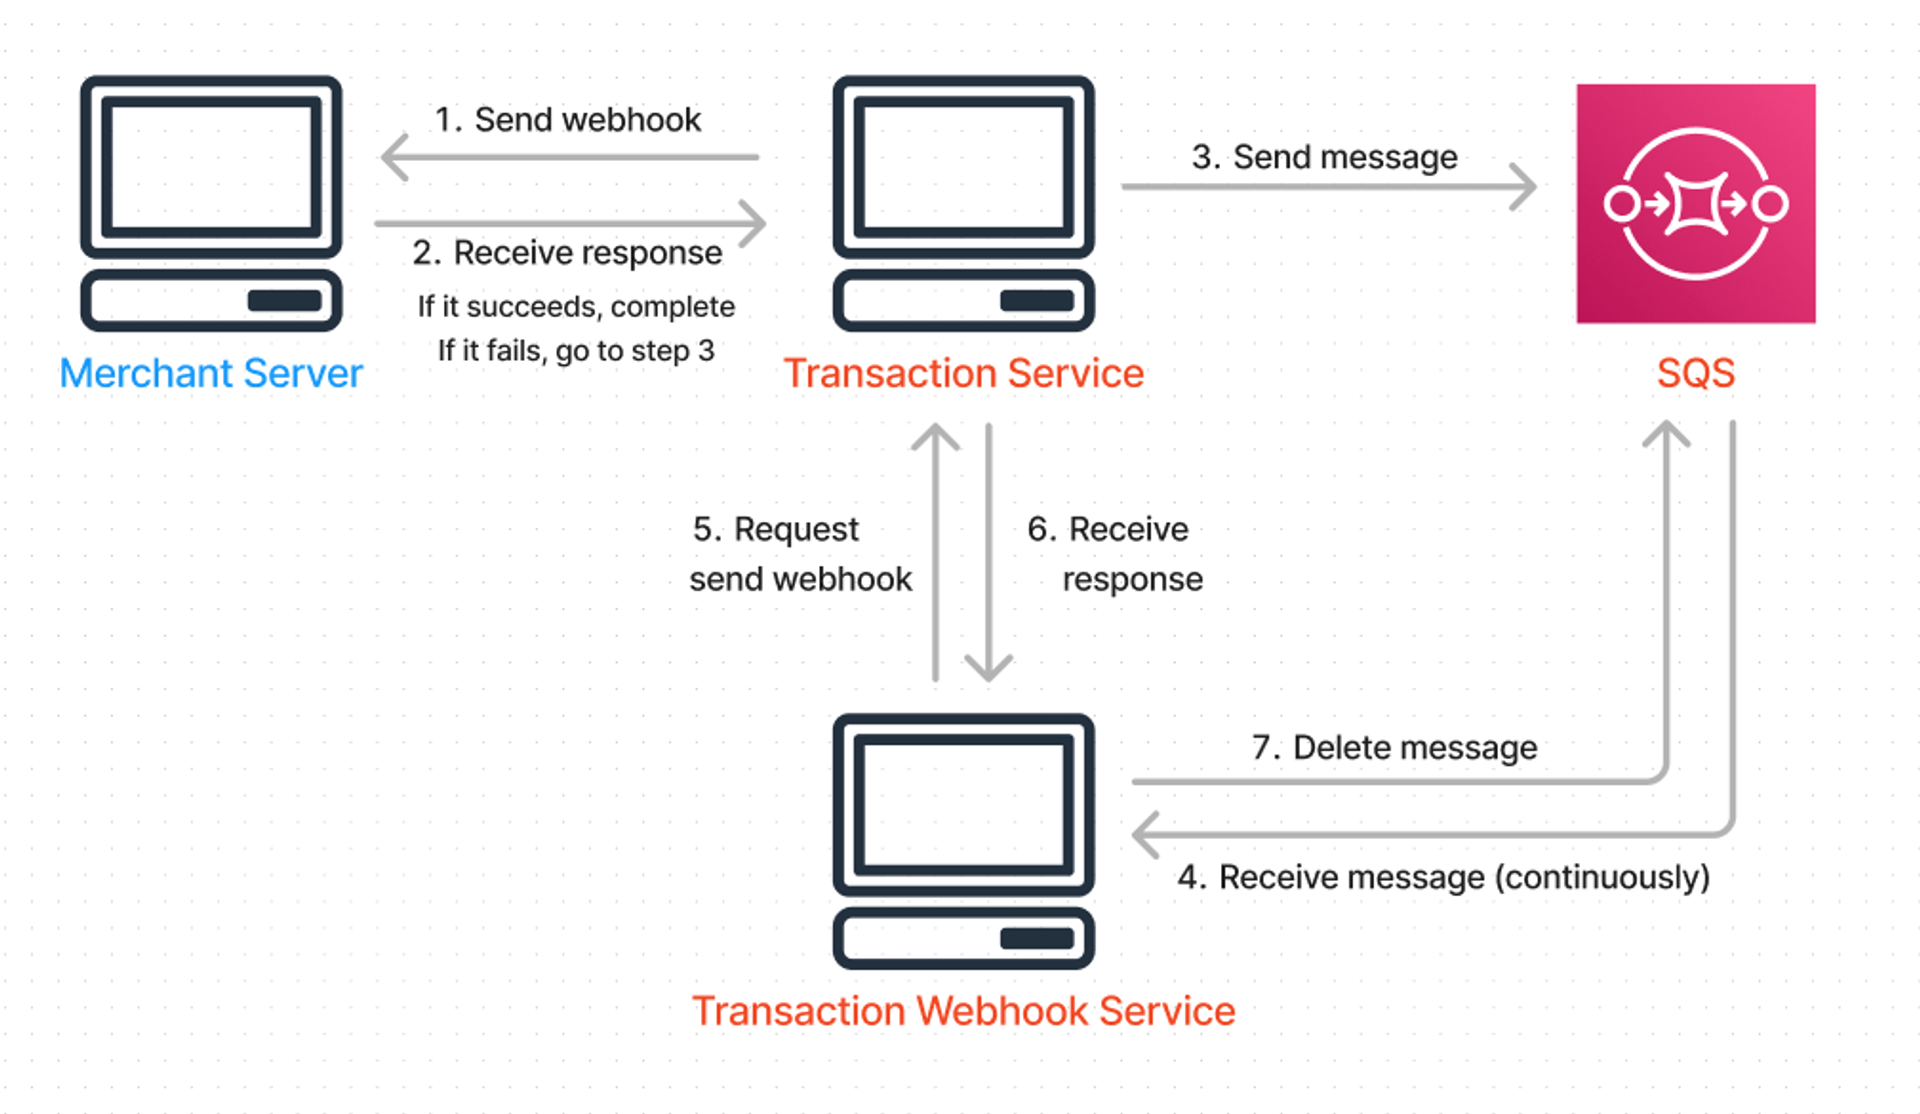 1. Send webhook
2. Receive response
If it succeeds, complete
If it fails, go to step 3
3. Send message
Merchant Server
Transaction Service
SQS
5. Request
send webhook
6. Receive
response
7. Delete message
4. Receive message (continuously)
Transaction Webhook Service